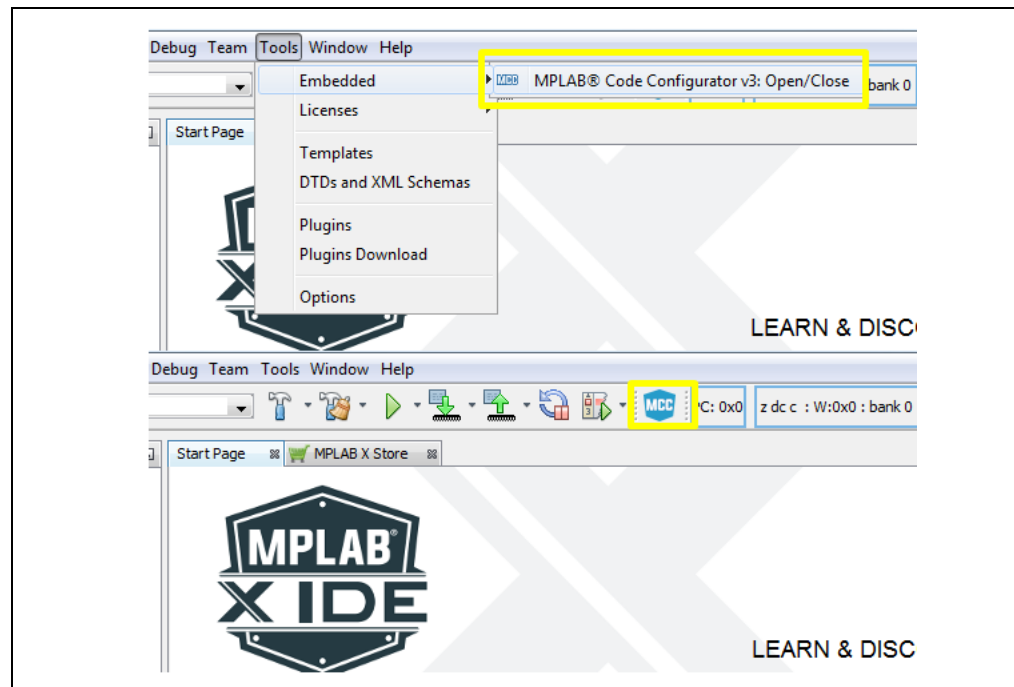 Debug Team Tools Window Help
Embedded
MPLAB® Code Configurator v3: Open/Close
bank 0
Licenses
Start Page
Templates
DTDs and XML Schemas
Plugins
Plugins Download
Options
LEARN & DISC
Debug Team Tools Window Help
MCC
C: 0x0
z dc c : W:0x0 : bank 0
Start Page
MPLAB X Store
MPLAB®
X IDE
LEARN & DISC